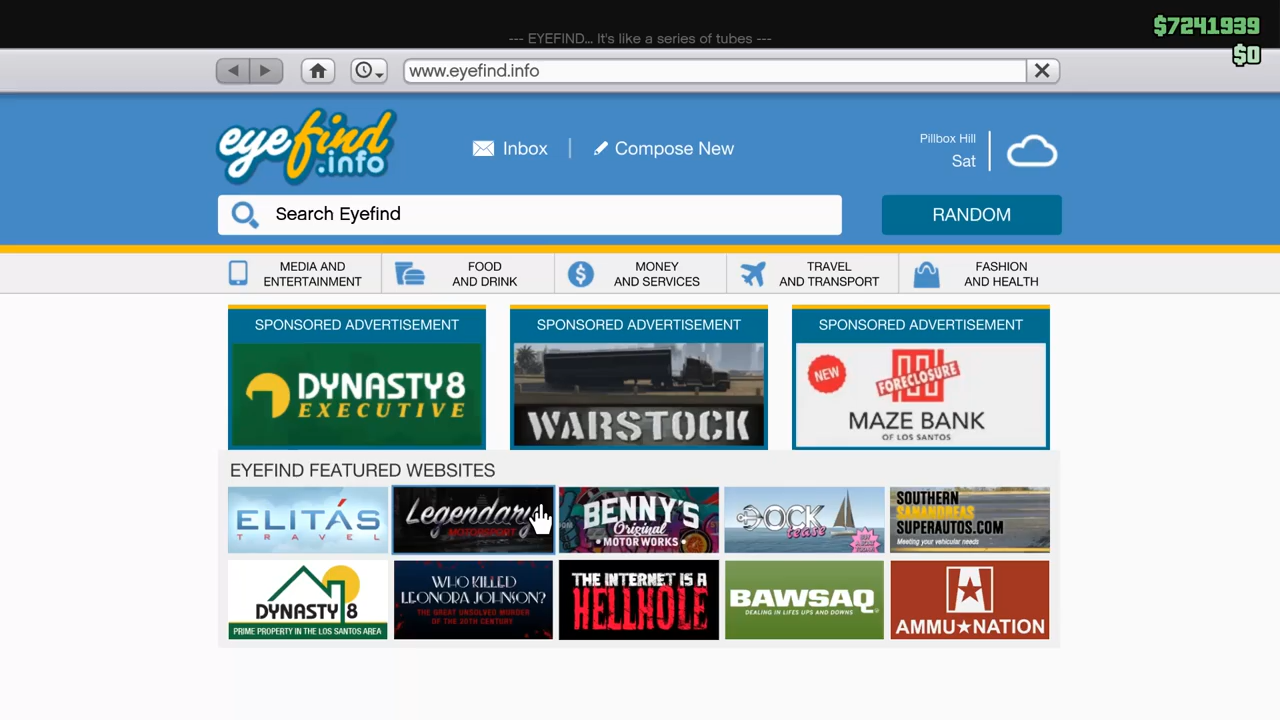 $7241939
--- EYEFIND... It's like a series of tubes ---
$0
www.eyefind.info
eyefind
.info
Inbox
Compose New
Pillbox Hill
Sat
Search Eyefind
RANDOM
MEDIA AND
ENTERTAINMENT
FOOD
AND DRINK
MONEY
AND SERVICES
TRAVEL
AND TRANSPORT
FASHION
AND HEALTH
SPONSORED ADVERTISEMENT
DYNASTY 8
EXECUTIVE
SPONSORED ADVERTISEMENT
WARSTOCK
SPONSORED ADVERTISEMENT
NEW
FORECLOSURE
MAZE BANK
OF LOS SANTOS
EYEFIND FEATURED WEBSITES
ELITÁS
TRAVEL
Legendary
MOTORSPORT
BENNY'S
Original
MOTOR WORKS
DOCK
tease
SOUTHERN
SANANDREAS
SUPERAUTOS.COM
Meeting your vehicular needs
DYNASTY 8
PRIME PROPERTY IN THE LOS SANTOS AREA
WHO KILLED
LEONORA JOHNSON?
THE GREAT UNSOLVED MURDER
OF THE 20TH CENTURY
THE INTERNET IS A
HELLHOLE
BAWSAQ
DEALING IN LIFE'S UPS AND DOWNS
AMMU★NATION